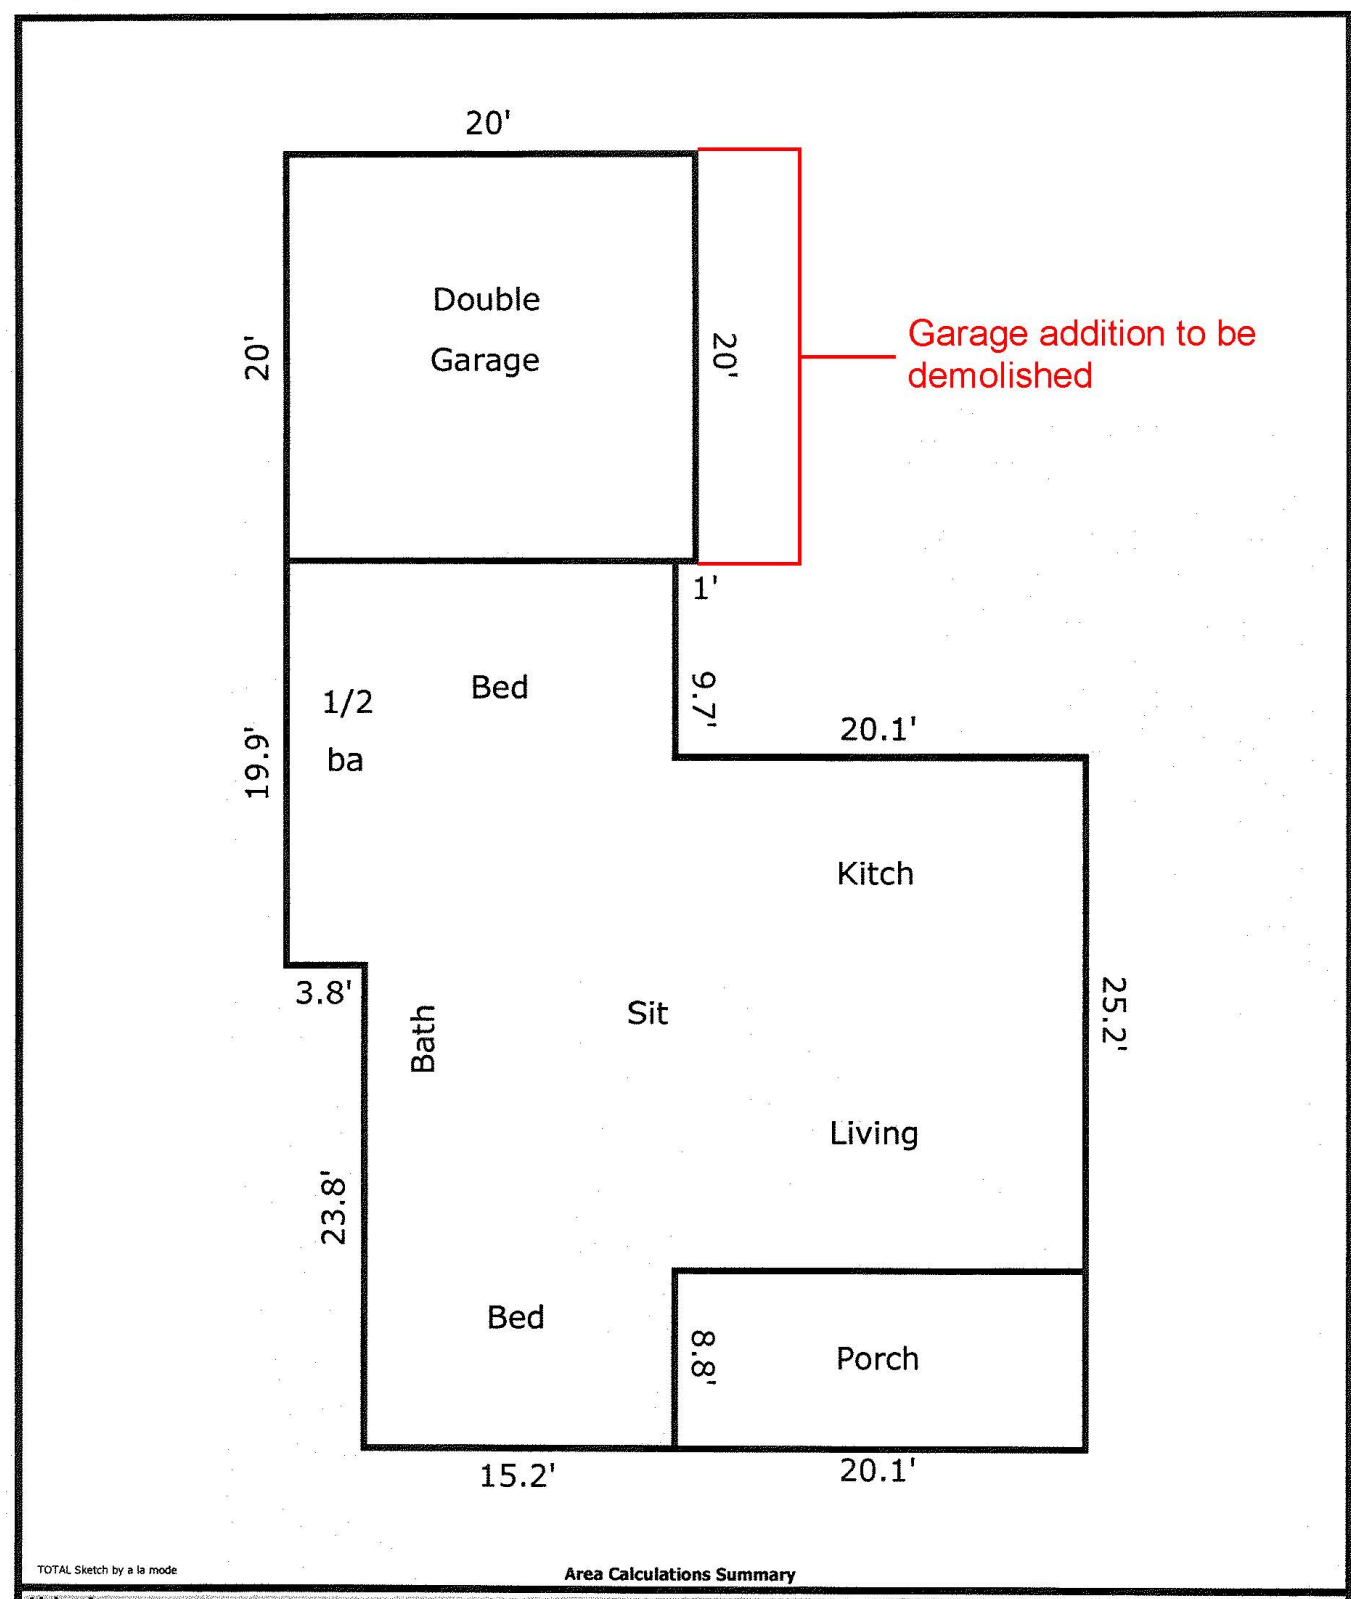 20'
Double
Garage
20'
20'
Garage addition to be
demolished
1'
Bed
1/2
ba
9.7'
19.9'
20.1'
Kitch
3.8'
Bath
Sit
25.2'
Living
23.8'
Bed
8.8'
Porch
15.2'
20.1'
TOTAL Sketch by a la mode
Area Calculations Summary